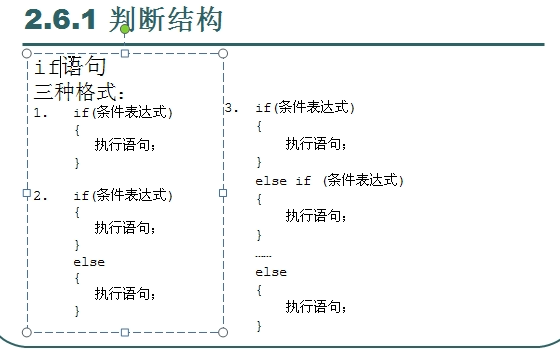 2.6.1 判断结构
if语句
三种格式：
1. if(条件表达式)
{
执行语句；
}
2. if(条件表达式)
{
执行语句；
}
else
{
执行语句；
}
3. if(条件表达式)
{
执行语句；
}
else if (条件表达式)
{
执行语句；
}
……
else
{
执行语句；
}